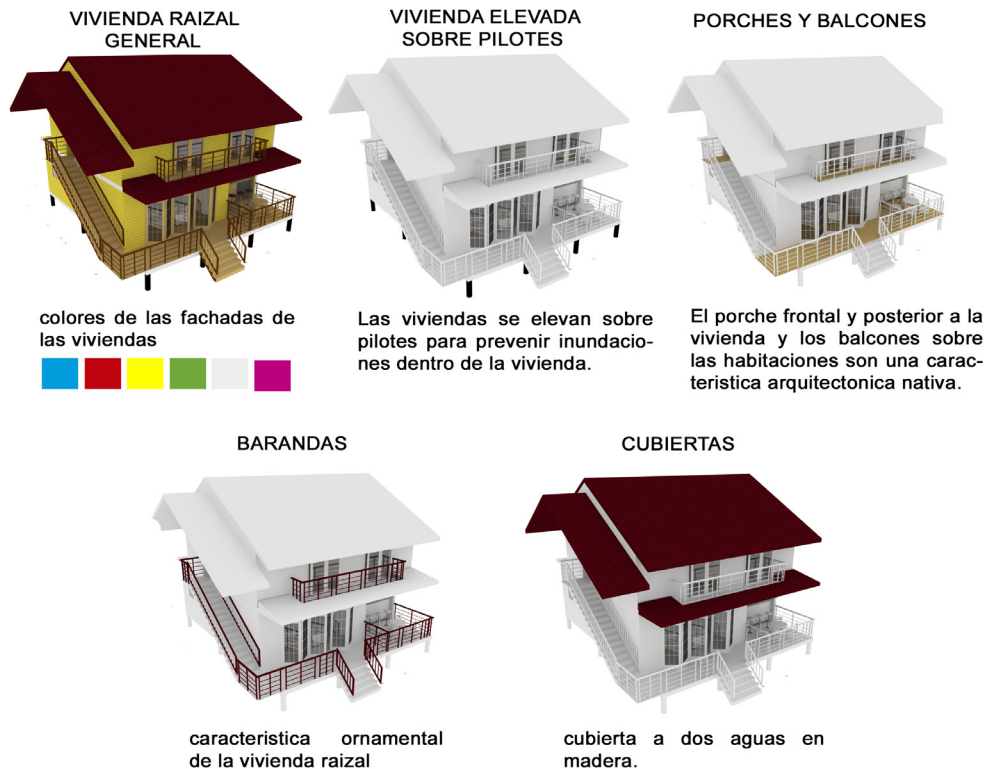 VIVIENDA RAIZAL
GENERAL
colores de las fachadas de
las viviendas
VIVIENDA ELEVADA
SOBRE PILOTES
Las viviendas se elevan sobre
pilotes para prevenir inundacio-
nes dentro de la vivienda.
PORCHES Y BALCONES
El porche frontal y posterior a la
vivienda y los balcones sobre
las habitaciones son una carac-
teristica arquitectonica nativa.
BARANDAS
caracteristica ornamental
de la vivienda raizal
CUBIERTAS
cubierta a dos aguas en
madera.